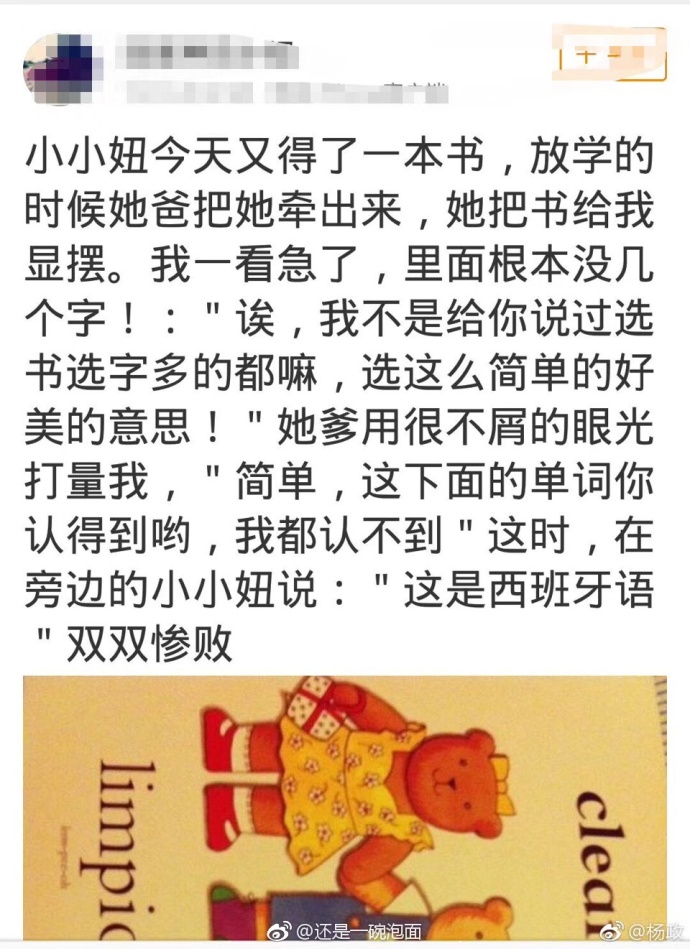 小小妞今天又得了一本书，放学的
时候她爸把她牵出来，她把书给我
显摆。我一看急了，里面根本没几
个字！："诶，我不是给你说过选
书选字多的都嘛，选这么简单的好
美的意思！"她爹用很不屑的眼光
打量我，"简单，这下面的单词你
认得到哟，我都认不到"这时，在
旁边的小小妞说："这是西班牙语
"双双惨败
limpio
clean
@还是一碗泡面
@杨政